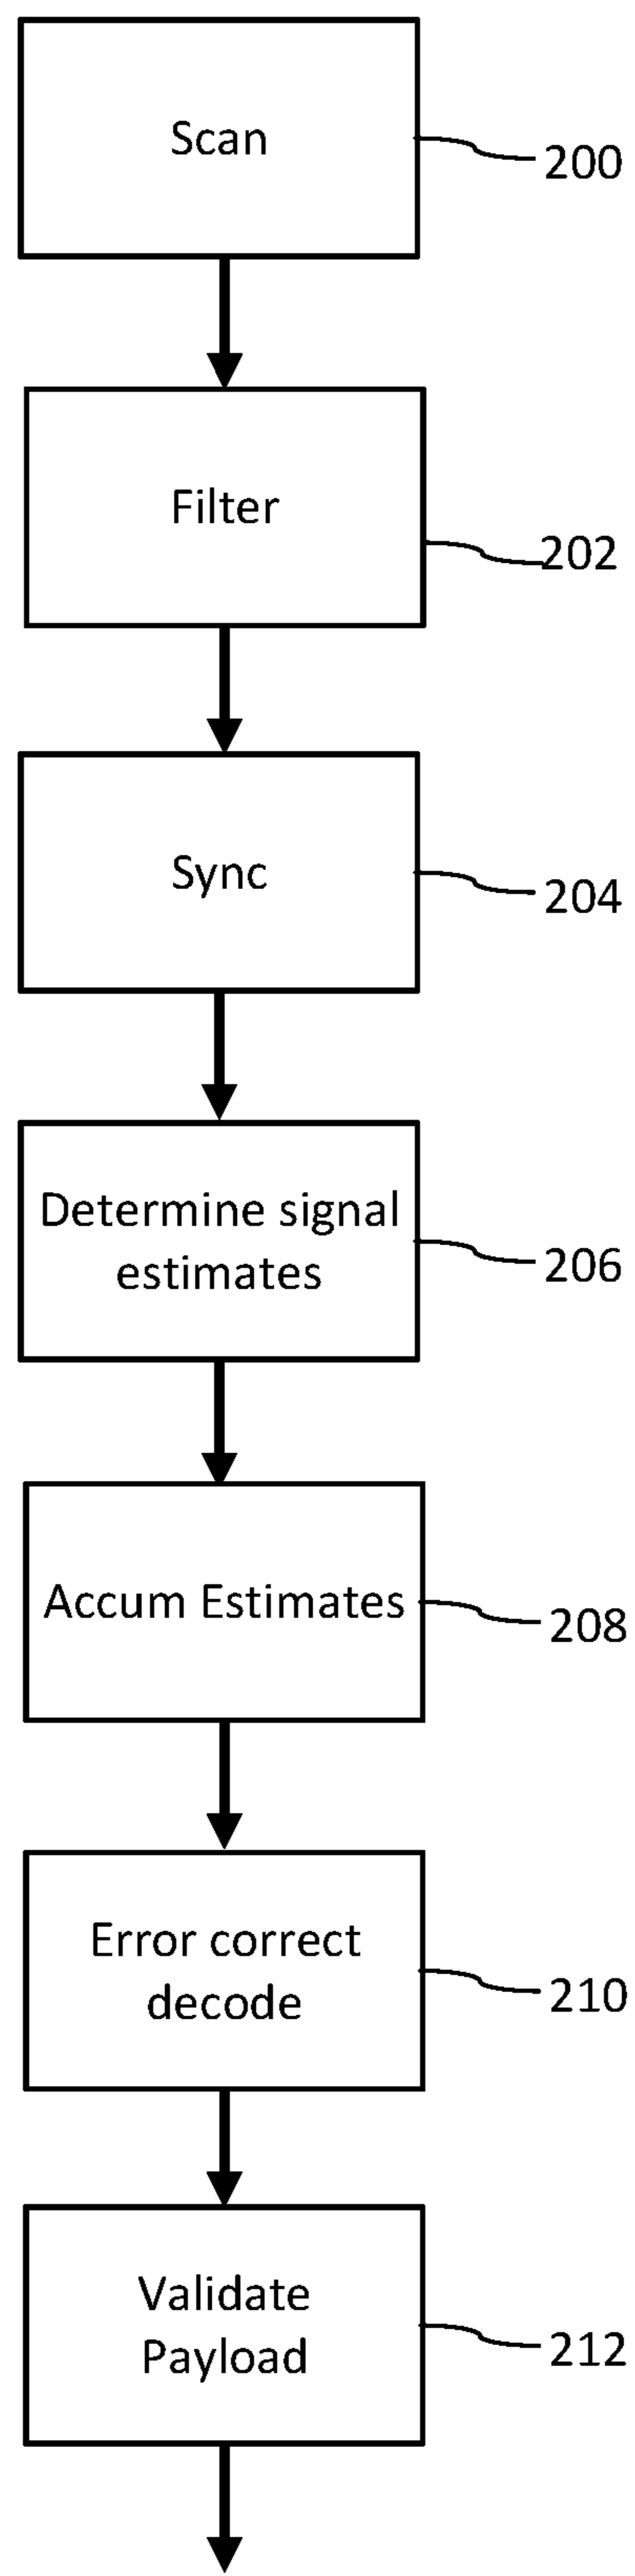 Scan
200
Filter
202
Sync
204
Determine signal
estimates
206
Accum Estimates
208
Error correct
decode
210
Validate
Payload
212